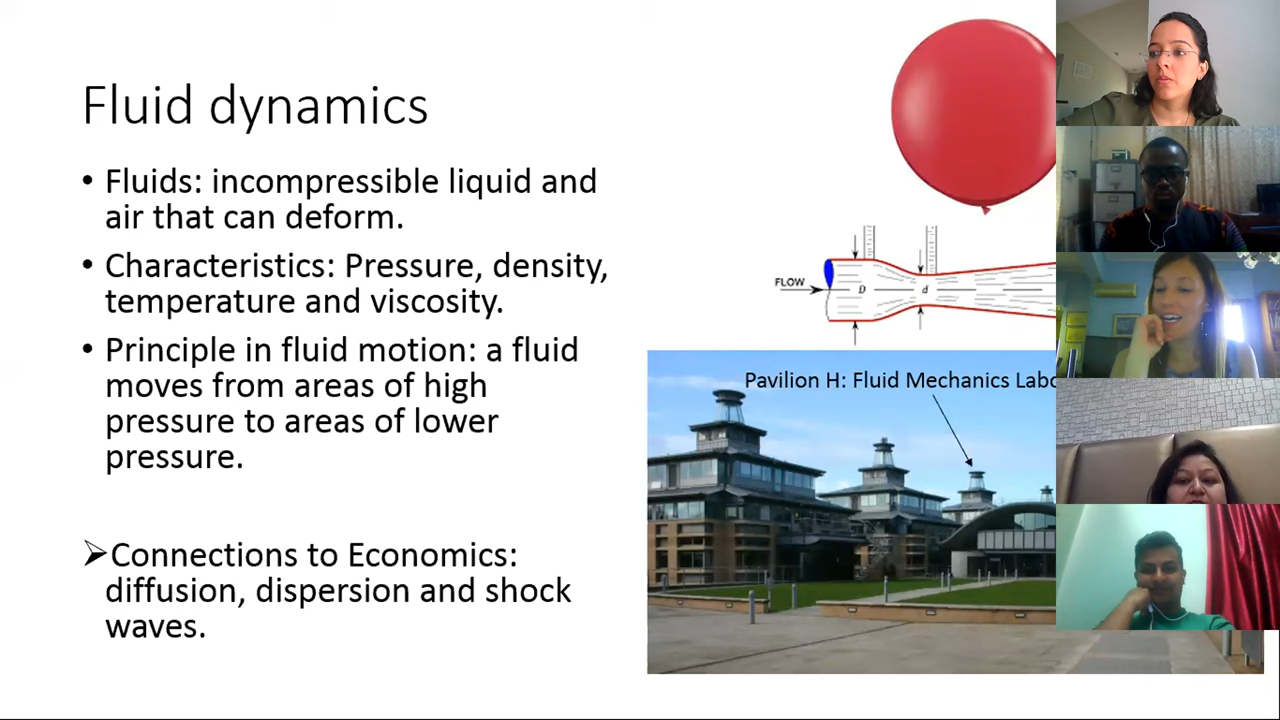 Fluid dynamics
• Fluids: incompressible liquid and
air that can deform.
• Characteristics: Pressure, density,
temperature and viscosity.
• Principle in fluid motion: a fluid
moves from areas of high
pressure to areas of lower
pressure.
➢Connections to Economics:
diffusion, dispersion and shock
waves.
FLOW
D
d
Pavilion H: Fluid Mechanics Labo